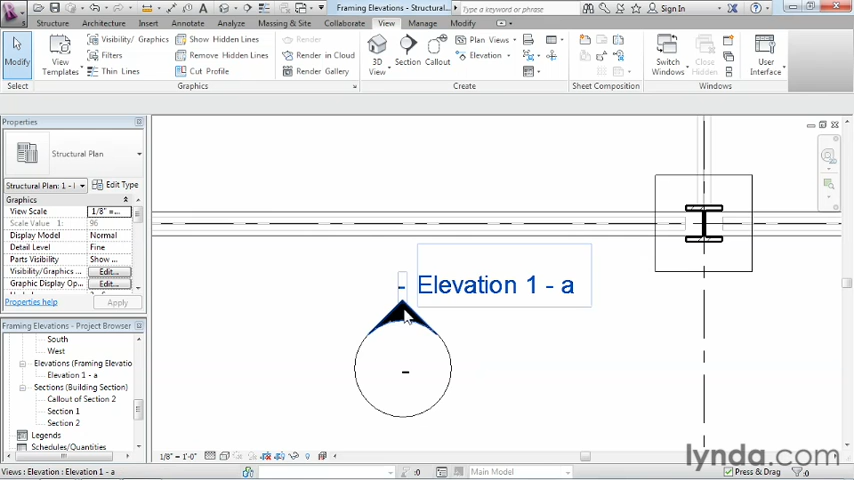 Framing Elevations - Structural...
Type a keyword or phrase
Sign In
Structure Architecture Insert Annotate Analyze Massing & Site Collaborate View Manage Modify
Modify
View Templates
Visibility/ Graphics
Filters
Thin Lines
Show Hidden Lines
Remove Hidden Lines
Cut Profile
Render
Render in Cloud
Render Gallery
3D View
Section
Callout
Plan Views
Elevation
Switch Windows
Close Hidden
User Interface
Select Graphics Create Sheet Composition Windows
Properties
Structural Plan
Structural Plan: 1 - I
Edit Type
Graphics
View Scale 1/8" = ...
Scale Value 1: 96
Display Model Normal
Detail Level Fine
Parts Visibility Show ...
Visibility/Graphics ... Edit...
Graphic Display Op... Edit...
Properties help
Apply
Framing Elevations - Project Browser
South
West
Elevations (Framing Elevatio
Elevation 1 - a
Sections (Building Section)
Callout of Section 2
Section 1
Section 2
Legends
Schedules/Quantities
- Elevation 1 - a
-
1/8" = 1'-0"
Views : Elevation : Elevation 1 - a
:0
Main Model
Press & Drag
:0
lynda.com